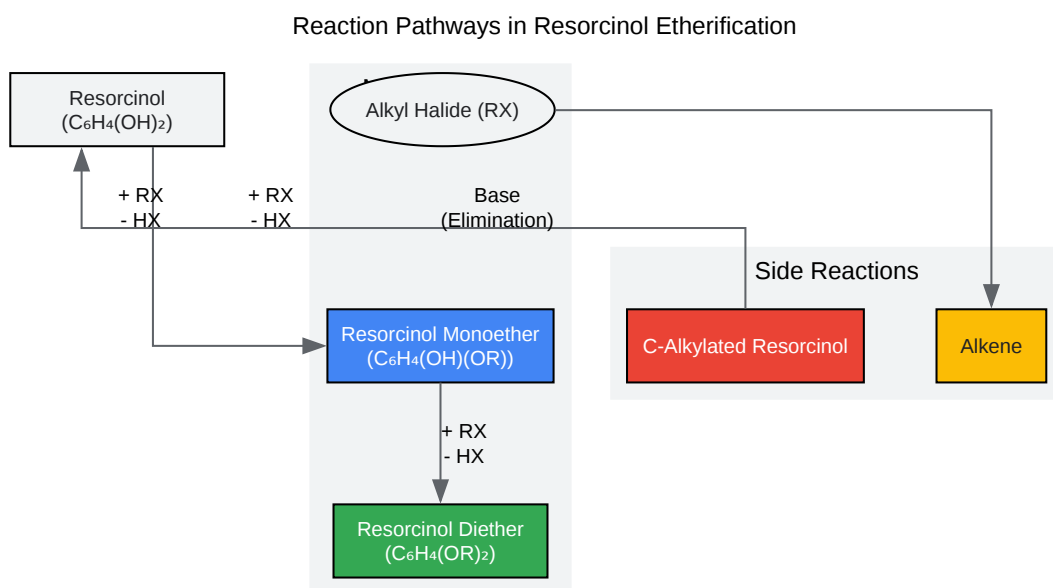 Reaction Pathways in Resorcinol Etherification
Resorcinol
(C₆H₄(OH)₂)
Alkyl Halide (RX)
+ RX
- HX
+ RX
- HX
Base
(Elimination)
Side Reactions
Resorcinol Monoether
(C₆H₄(OH)(OR))
C-Alkylated Resorcinol
Alkene
+ RX
- HX
Resorcinol Diether
(C₆H₄(OR)₂)